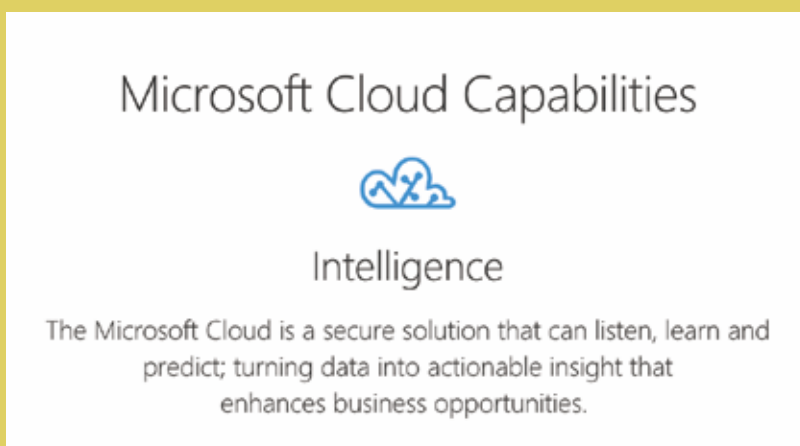 Microsoft Cloud Capabilities
Intelligence
The Microsoft Cloud is a secure solution that can listen, learn and
predict; turning data into actionable insight that
enhances business opportunities.